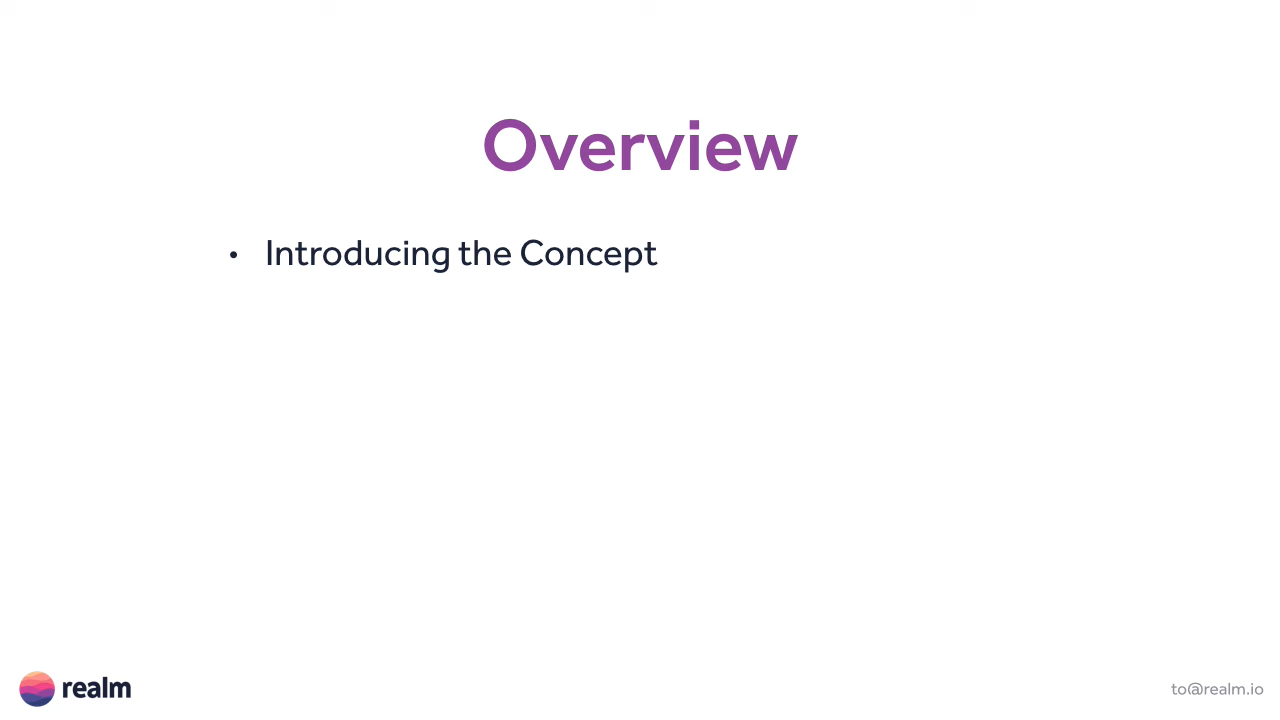 Overview
• Introducing the Concept
realm
to@realm.io